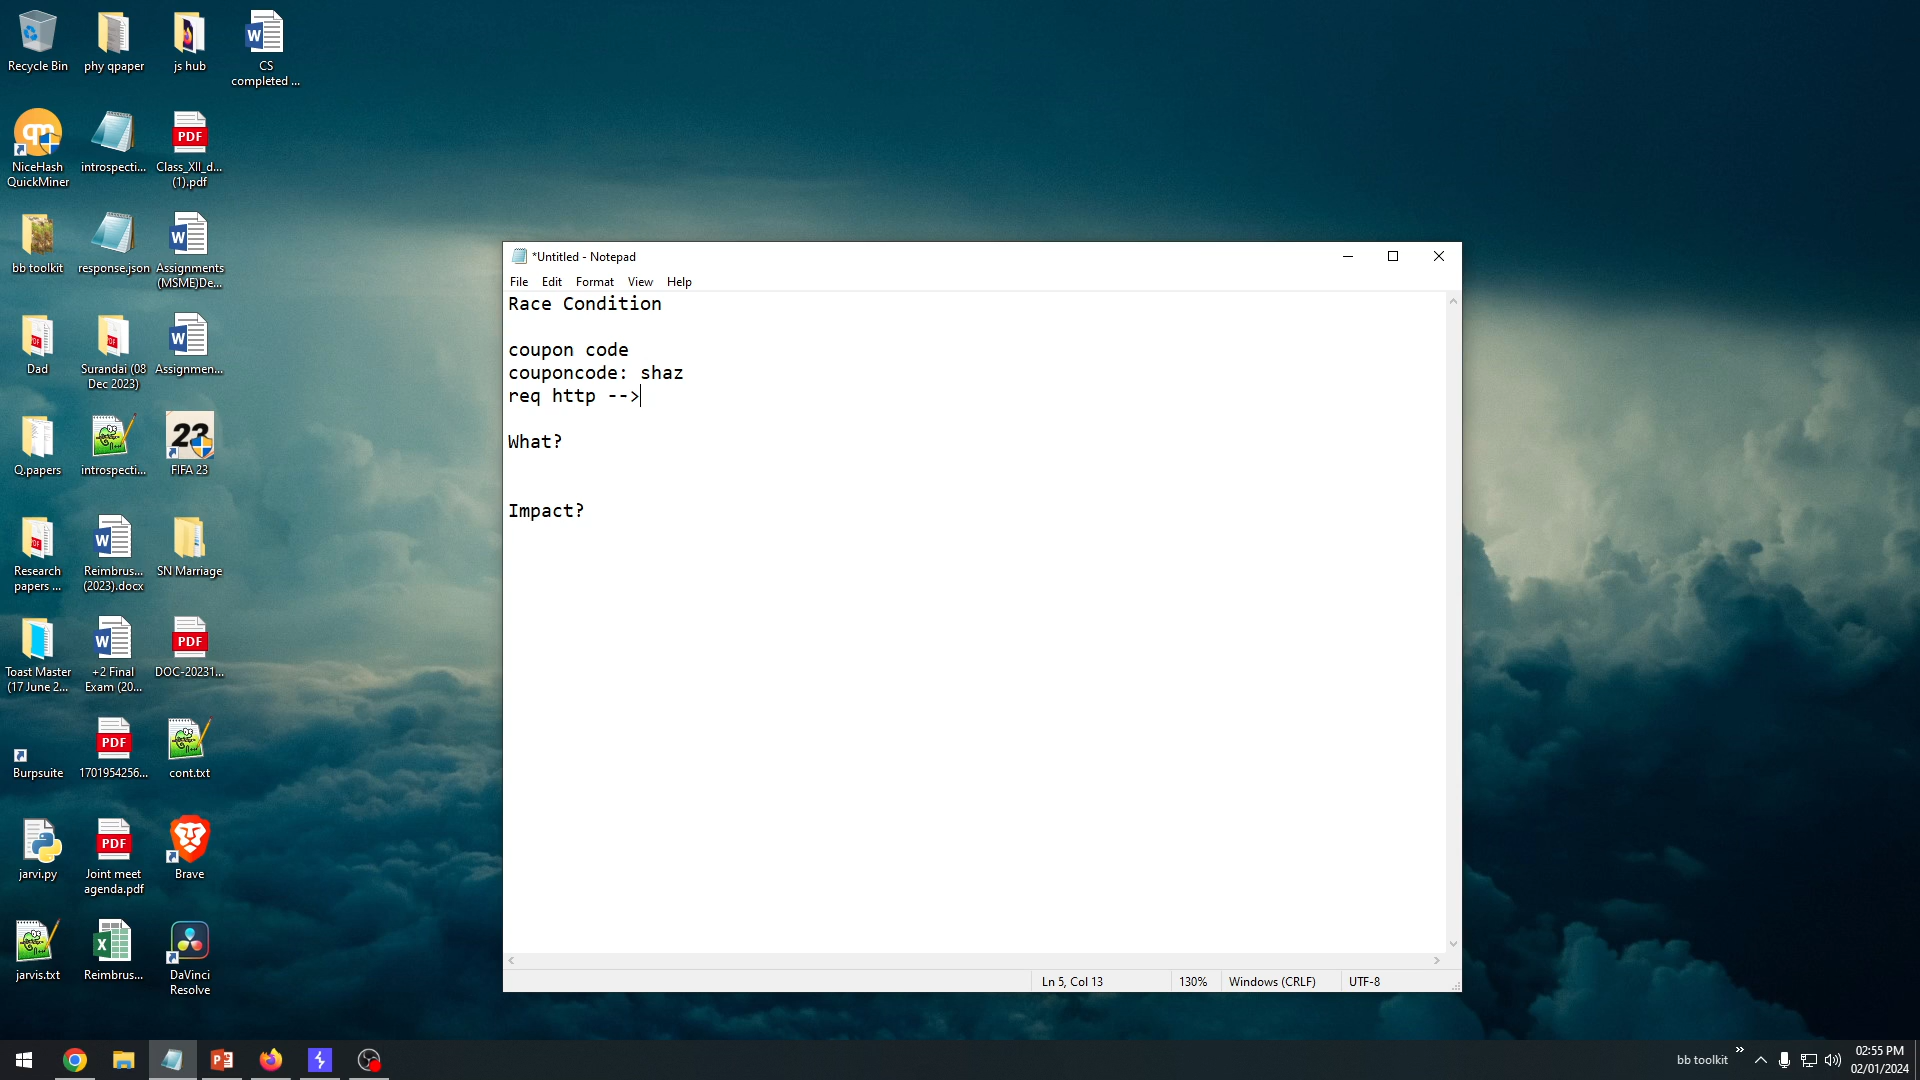 Recycle Bin
phy qpaper
js hub
CS
completed ...
NiceHash
QuickMiner
introspecti...
Class_XII_d...
(1).pdf
bb toolkit
response.json
Assignments
(MSME)De...
Dad
Surandai (08
Dec 2023)
Assignmen...
Q.papers
introspecti...
23
FIFA 23
Research
papers ...
Reimbrus...
(2023).docx
SN Marriage
Toast Master
(17 June 2...
+2 Final
Exam (20...
PDF
DOC-20231...
Burpsuite
PDF
1701954256...
cont.txt
jarvi.py
PDF
Joint meet
agenda.pdf
Brave
jarvis.txt
Reimbrus...
DaVinci
Resolve
*Untitled - Notepad
File Edit Format View Help
Race Condition
coupon code
couponcode: shaz
req http -->
What?
Impact?
Ln 5, Col 13
130%
Windows (CRLF)
UTF-8
bb toolkit
02:55 PM
02/01/2024